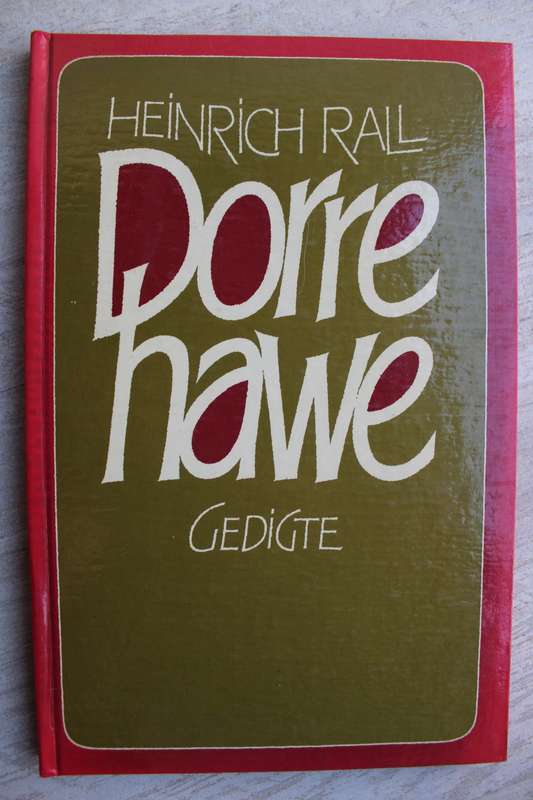 HEINRICH RALL
Dorre
hawe
GEDIGTE